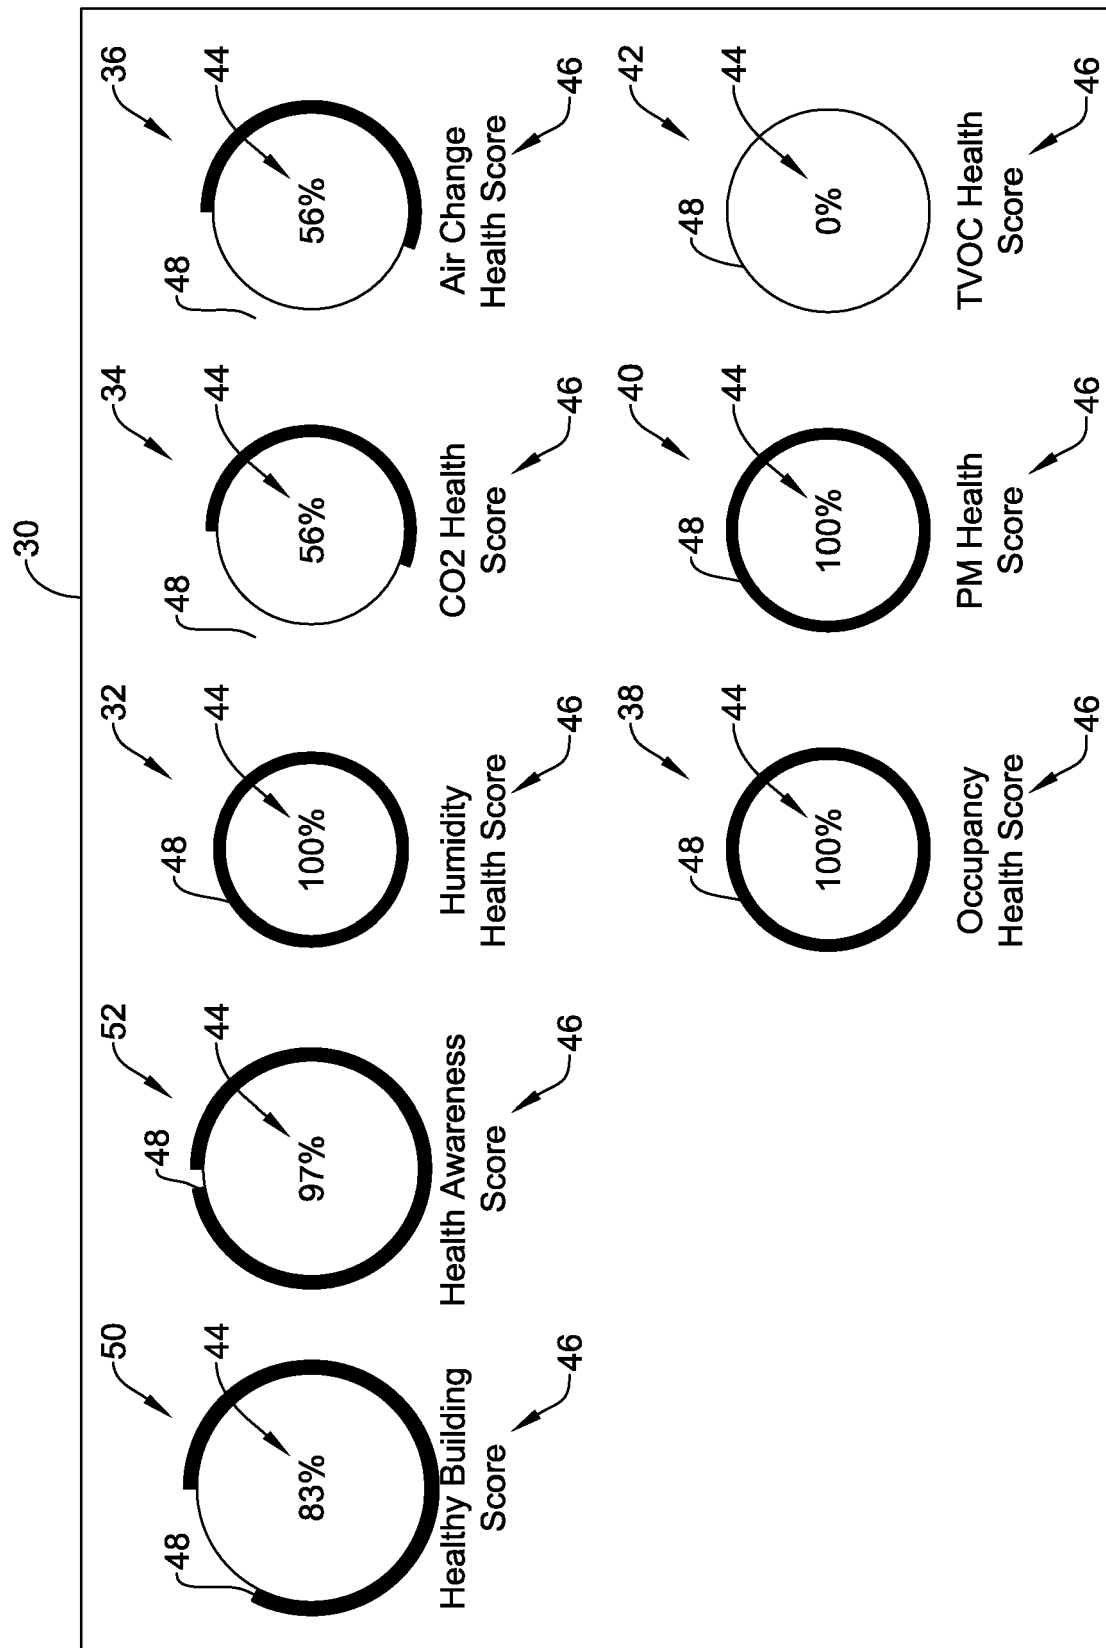 30
50
48
44
83%
Healthy Building
Score
46
52
48
44
97%
Health Awareness
Score
46
32
48
44
100%
Humidity
Health Score
46
34
48
44
56%
CO2 Health
Score
46
36
48
44
56%
Air Change
Health Score
46
38
48
44
100%
Occupancy
Health Score
46
40
48
44
100%
PM Health
Score
46
42
48
44
0%
TVOC Health
Score
46